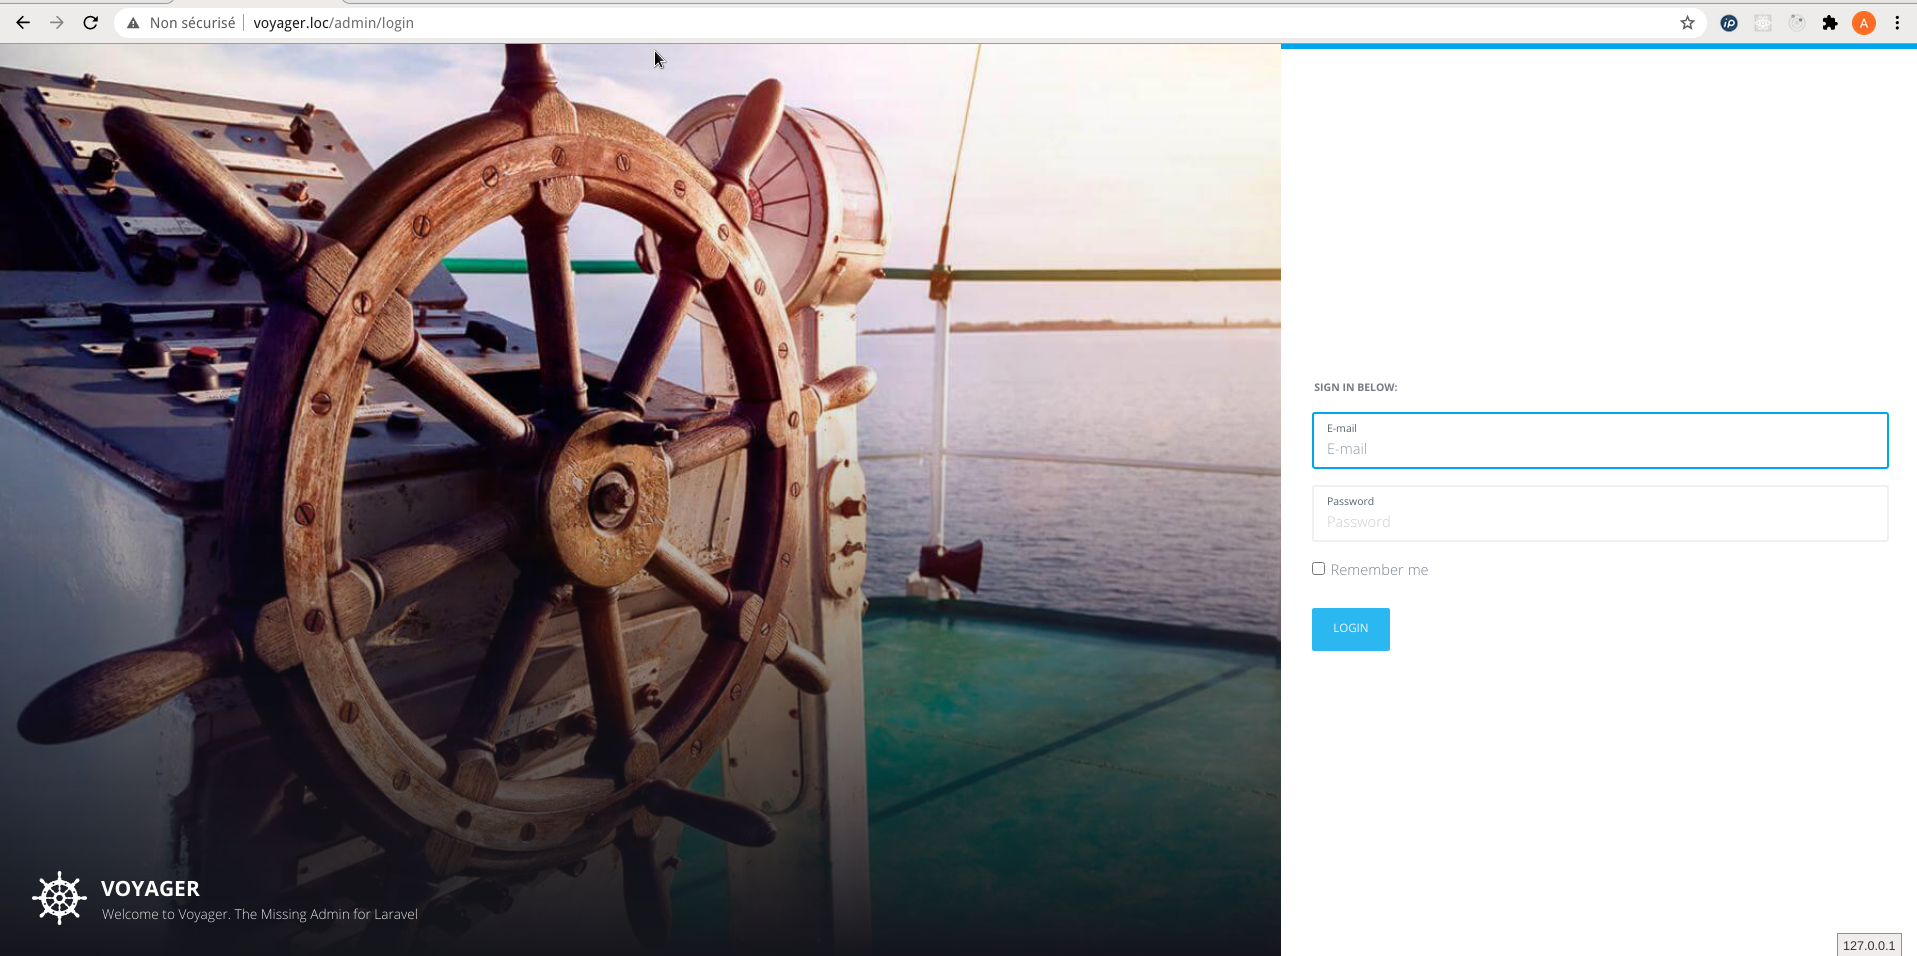 Non sécurisé voyager.loc/admin/login
iP
A
SIGN IN BELOW:
E-mail
E-mail
Password
Password
Remember me
LOGIN
VOYAGER
Welcome to Voyager. The Missing Admin for Laravel
127.0.0.1